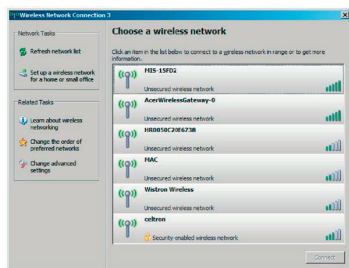 Wireless Network Connection 3
Network Tasks
Refresh network list
Set up a wireless network
for a home or small office
Related Tasks
Learn about wireless
networking
Change the order of
preferred networks
Change advanced
settings
Choose a wireless network
Click an item in the list below to connect to a wireless network in range or to get more
information.
MIS-15FD2
Unsecured wireless network
AcerWirelessGateway-0
Unsecured wireless network
HR0050C20E673B
Unsecured wireless network
MAC
Unsecured wireless network
Wistron Wireless
Unsecured wireless network
celtron
Security-enabled wireless network
Connect